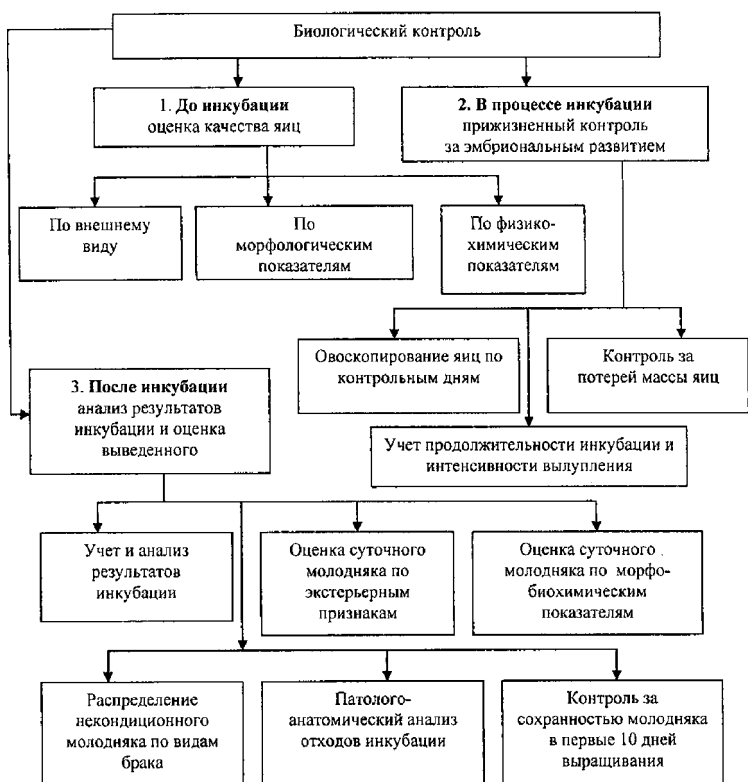 Биологический контроль
1. До инкубации
оценка качества яиц
2. В процессе инкубации
прижизненный контроль
за эмбриональным развитием
По внешнему
виду
По
морфологическим
показателям
По физико-
химическим
показателям
Овоскопирование яиц по
контрольным дням
Контроль за
потерей массы яиц
3. После инкубации
анализ результатов
инкубации и оценка
выведенного
Учет продолжительности инкубации и
интенсивности вылупления
Учет и анализ
результатов
инкубации
Оценка суточного
молодняка по
экстерьерным
признакам
Оценка суточного
молодняка по морфо-
биохимическим
показателям
Распределение
некондиционного
молодняка по видам
брака
Патолого-
анатомический анализ
отходов инкубации
Контроль за
сохранностью молодняка
в первые 10 дней
выращивания